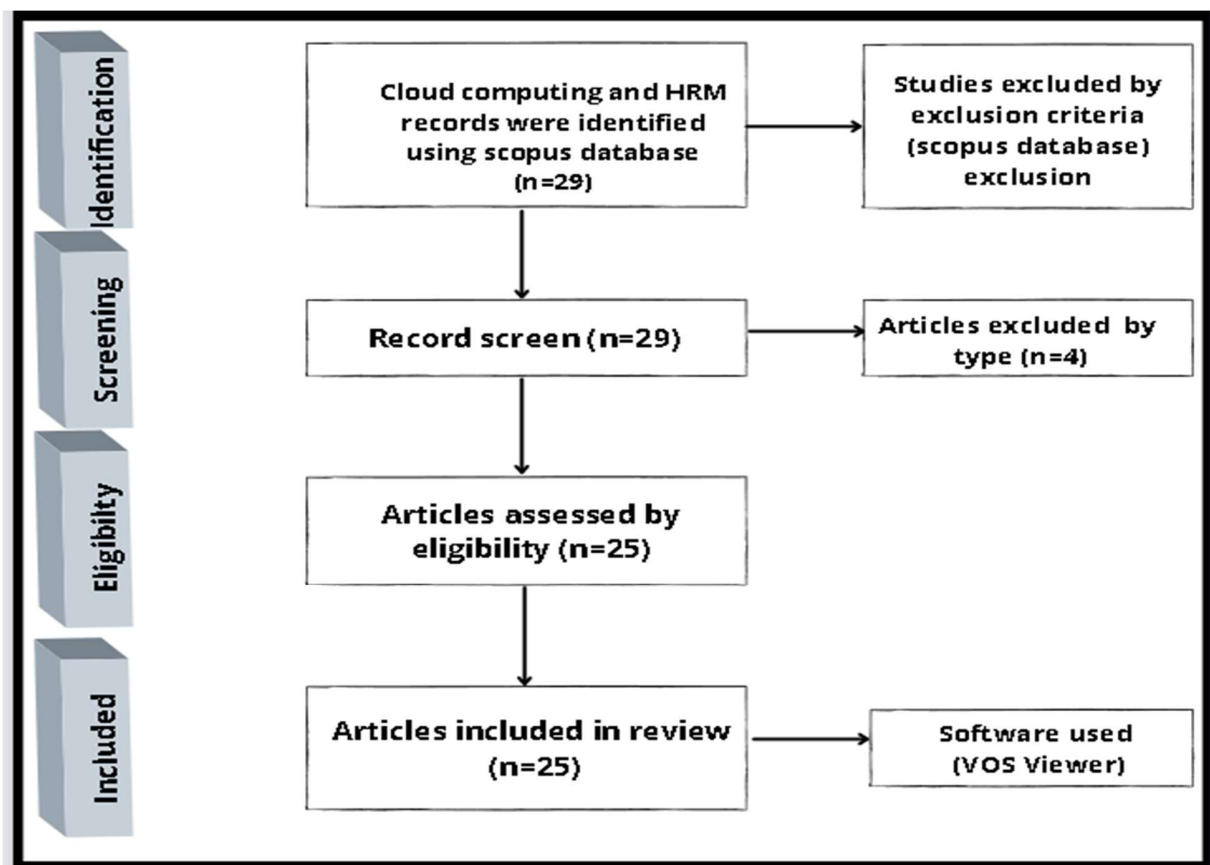 Identification
Cloud computing and HRM
records were identified
using scopus database
(n=29)
Studies excluded by
exclusion criteria
(scopus database)
exclusion
Screening
Record screen (n=29)
Articles excluded by
type (n=4)
Eligibilty
Articles assessed by
eligibility (n=25)
Included
Articles included in review
(n=25)
Software used
(VOS Viewer)